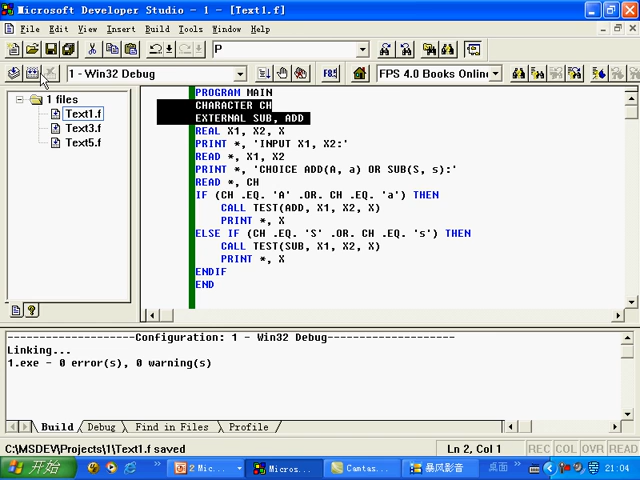 Microsoft Developer Studio - 1 - [Text1.f]
File Edit View Insert Build Tools Window Help
P
1 - Win32 Debug
FPS 4.0 Books Online
1 files
Text1.f
Text3.f
Text5.f
PROGRAM MAIN
CHARACTER CH
EXTERNAL SUB, ADD
REAL X1, X2, X
PRINT *, 'INPUT X1, X2:'
READ *, X1, X2
PRINT *, 'CHOICE ADD(A, a) OR SUB(S, s):'
READ *, CH
IF (CH .EQ. 'A' .OR. CH .EQ. 'a') THEN
CALL TEST(ADD, X1, X2, X)
PRINT *, X
ELSE IF (CH .EQ. 'S' .OR. CH .EQ. 's') THEN
CALL TEST(SUB, X1, X2, X)
PRINT *, X
ENDIF
END
--------------------Configuration: 1 - Win32 Debug--------------------
Linking...
1.exe - 0 error(s), 0 warning(s)
Build Debug Find in Files Profile
C:\MSDEV\Projects\1\Text1.f saved
Ln 2, Col 1
REC COL OVR READ
开始
2 Mic...
Micros...
Camtas...
暴风影音
桌面
21:04